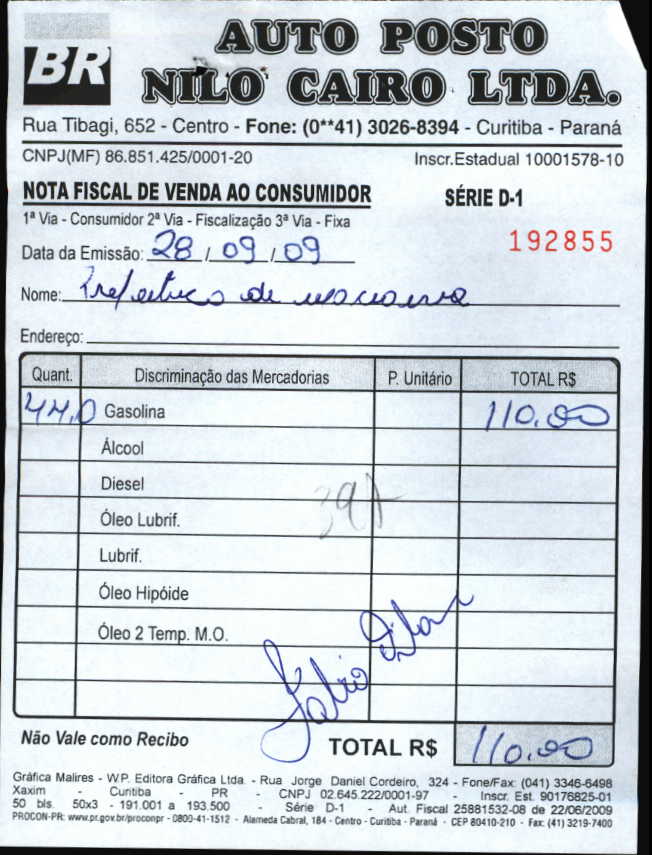 BR
AUTO POSTO
NILO CAIRO LTDA.
Rua Tibagi, 652 - Centro - Fone: (0**41) 3026-8394 - Curitiba - Paraná
CNPJ(MF) 86.851.425/0001-20 Inscr.Estadual 10001578-10
NOTA FISCAL DE VENDA AO CONSUMIDOR SÉRIE D-1
1ª Via - Consumidor 2ª Via - Fiscalização 3ª Via - Fixa
192855
Data da Emissão: 28 / 09 / 09
Nome: Prefeitura de
Endereço:
Quant. Discriminação das Mercadorias P. Unitário TOTAL R$
44,0 Gasolina 110,00
Álcool
Diesel
Óleo Lubrif.
Lubrif.
Óleo Hipóide
Óleo 2 Temp. M.O.
Fabio
Não Vale como Recibo TOTAL R$ 110,00
Gráfica Malires - W.P. Editora Gráfica Ltda. - Rua Jorge Daniel Cordeiro, 324 - Fone/Fax: (041) 3346-6498
Xaxim - Curitiba - PR - CNPJ 02.645.222/0001-97 - Inscr. Est. 90176825-01
50 bls. 50x3 - 191.001 a 193.500 - Série D-1 - Aut. Fiscal 25881532-08 de 22/06/2009
PROCON-PR: www.pr.gov.br/proconpr - 0800-41-1512 - Alameda Cabral, 184 - Centro - Curitiba - Paraná - CEP 80410-210 - Fax: (41) 3219-7400